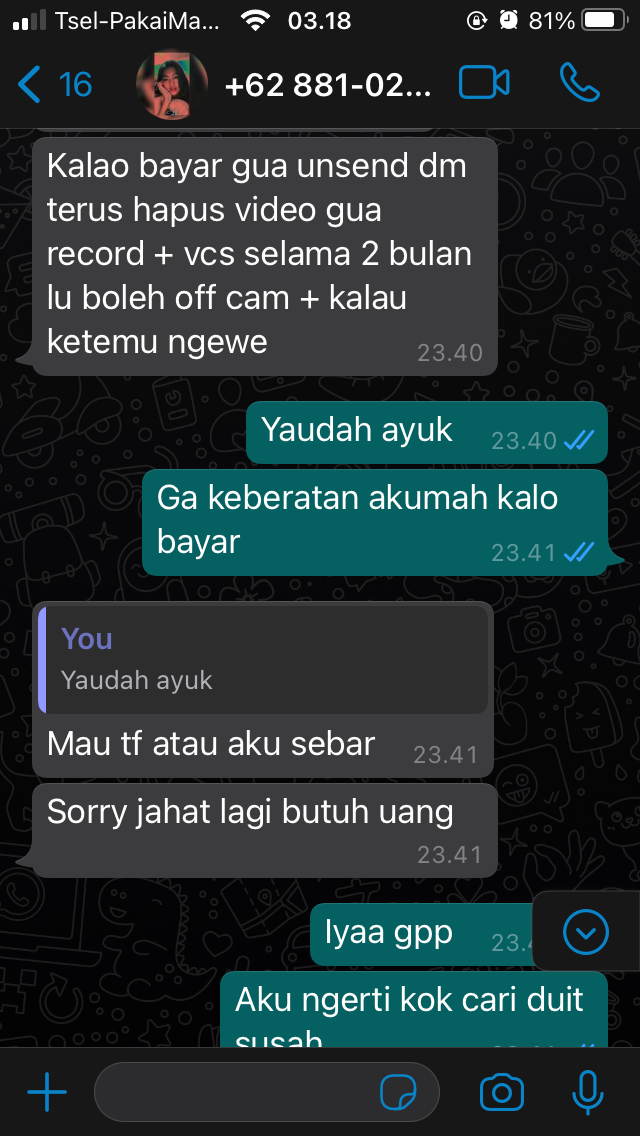 Tsel-PakaiMa... 03.18 81%
16 +62 881-02...
Kalao bayar gua unsend dm
terus hapus video gua
record + vcs selama 2 bulan
lu boleh off cam + kalau
ketemu ngewe
23.40
Yaudah ayuk
23.40
Ga keberatan akumah kalo
bayar
23.41
You
Yaudah ayuk
Mau tf atau aku sebar
23.41
Sorry jahat lagi butuh uang
23.41
Iyaa gpp
23.4
Aku ngerti kok cari duit
susah